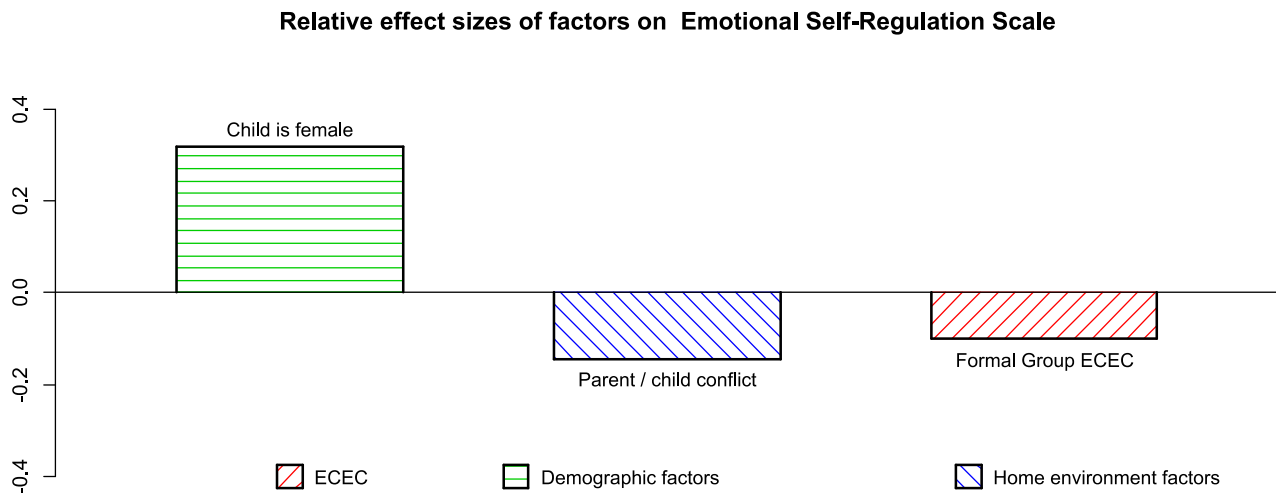 Relative effect sizes of factors on  Emotional Self-Regulation Scale
0.4
0.2
0.0
-0.2
-0.4
Child is female
Parent / child conflict
Formal Group ECEC
ECEC
Demographic factors
Home environment factors